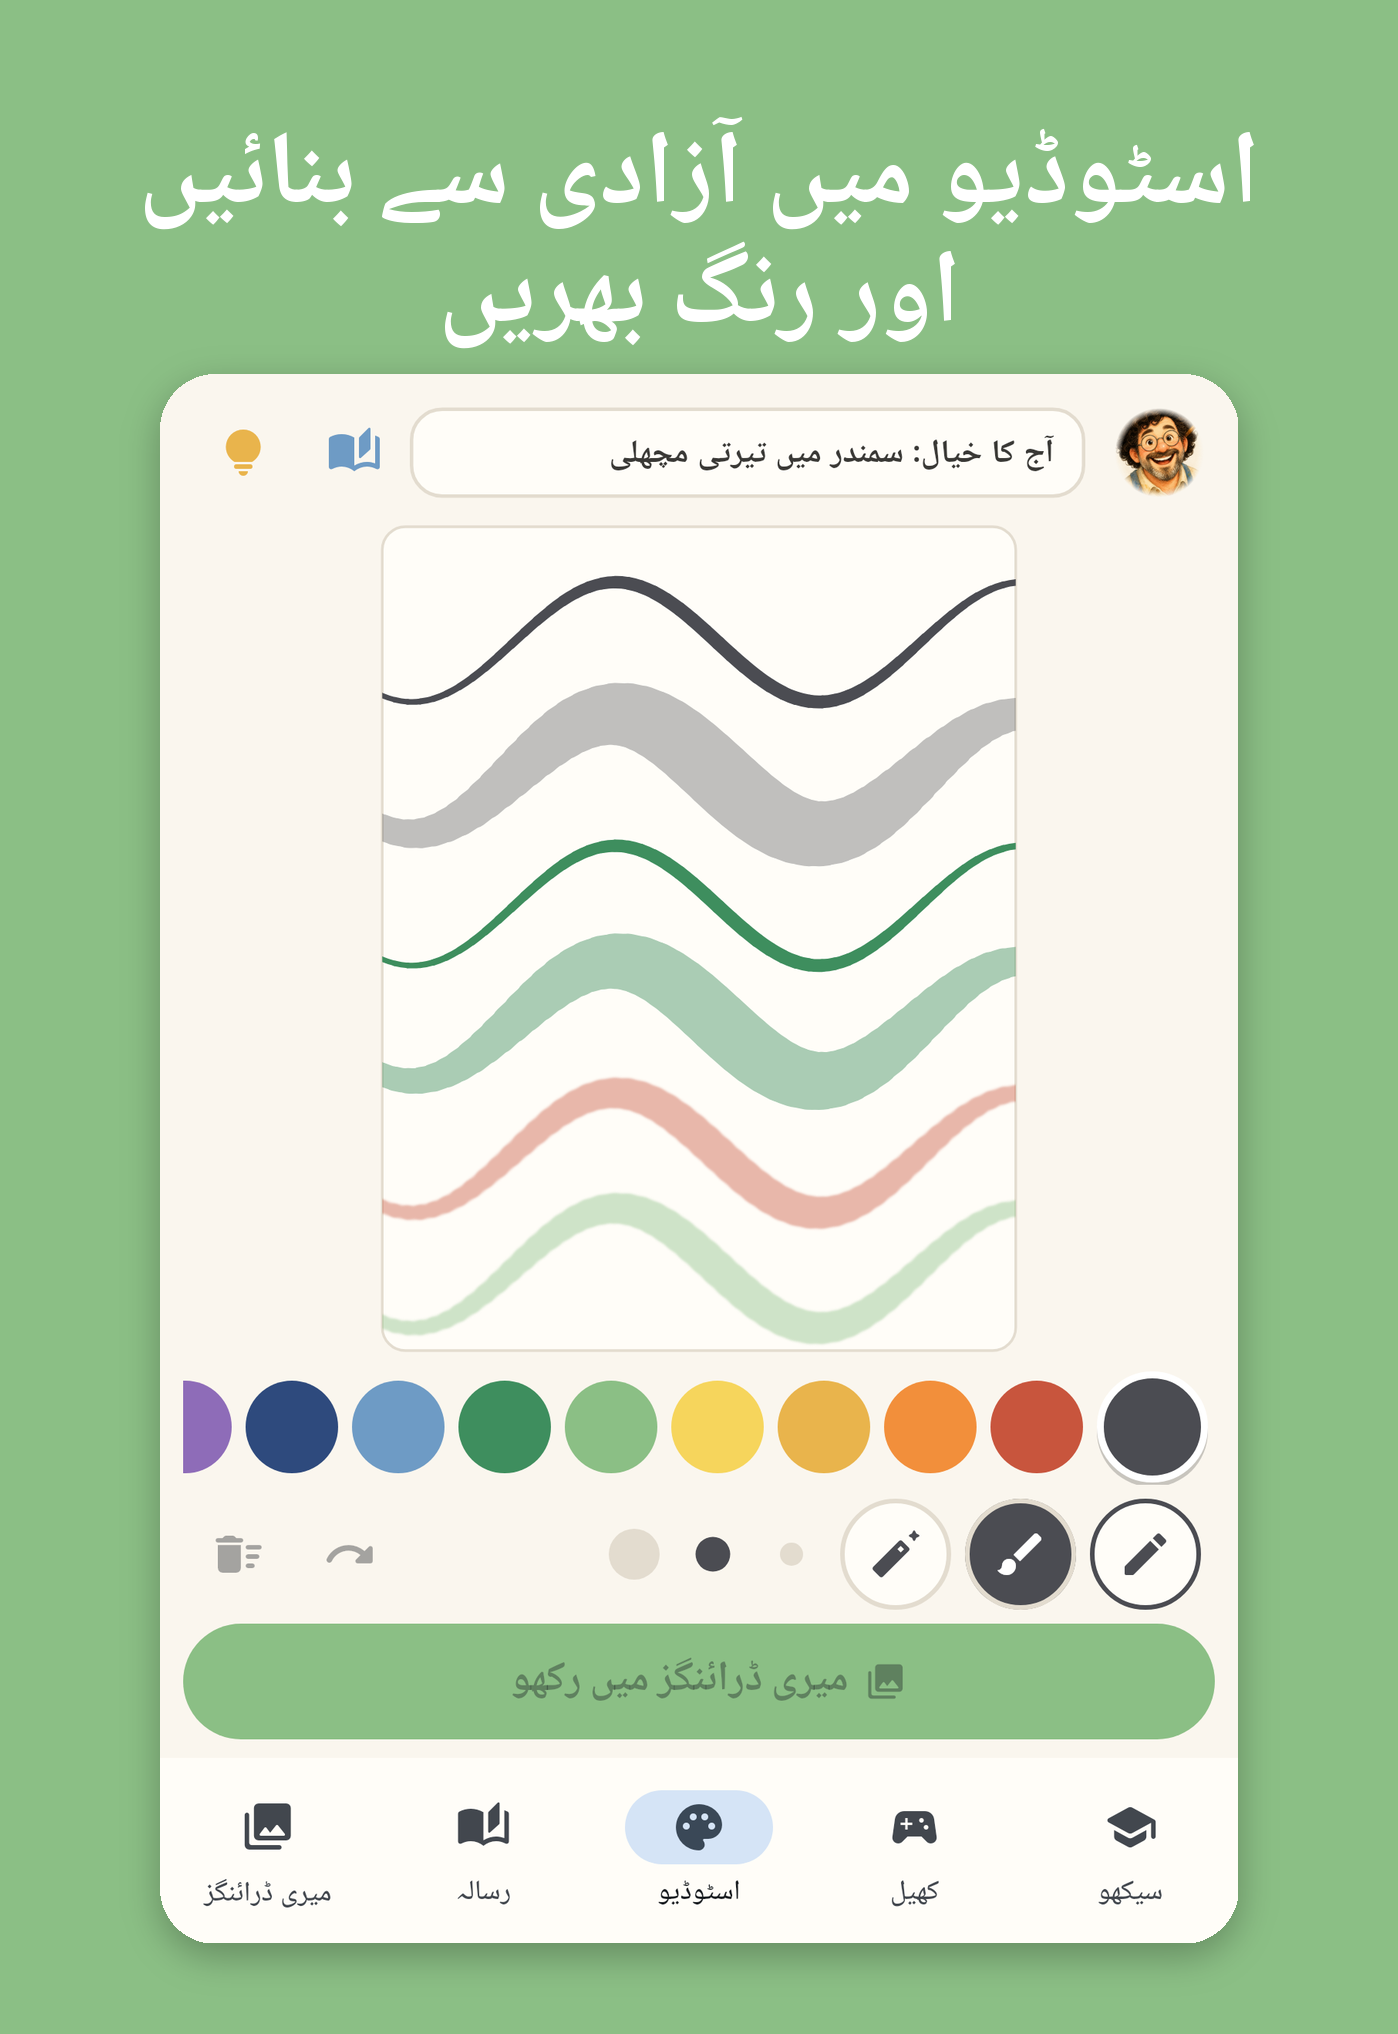 اسٹوڈیو میں آزادی سے بنائیں
اور رنگ بھریں
آج کا خیال: سمندر میں تیرتی مچھلی
میری ڈرائنگز میں رکھو
سیکھو
کھیل
اسٹوڈیو
رسالہ
میری ڈرائنگز